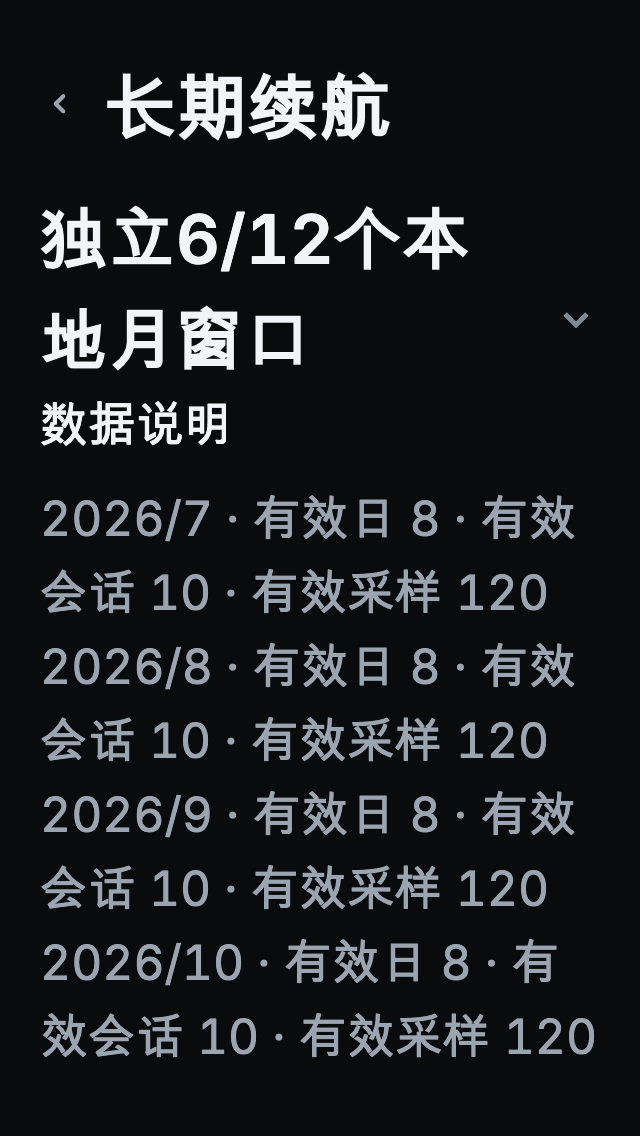 长期续航
独立6/12个本
地月窗口
数据说明
2026/7 · 有效日 8 · 有效
会话 10 · 有效采样 120
2026/8 · 有效日 8 · 有效
会话 10 · 有效采样 120
2026/9 · 有效日 8 · 有效
会话 10 · 有效采样 120
2026/10 · 有效日 8 · 有
效会话 10 · 有效采样 120